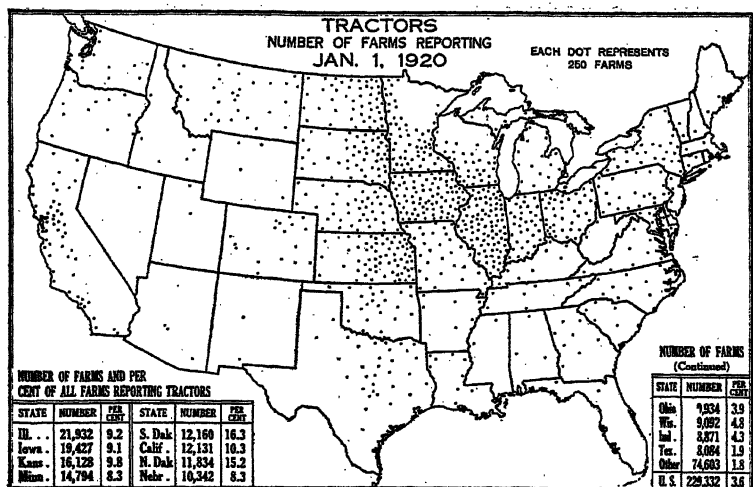 TRACTORS
NUMBER OF FARMS REPORTING
JAN. 1, 1920
EACH DOT REPRESENTS
250 FARMS
NUMBER OF FARMS AND PER
CENT OF ALL FARMS REPORTING TRACTORS
STATE NUMBER PER CENT STATE NUMBER PER CENT
Ill. . . 21,932 9.2 S. Dak 12,160 16.3
Iowa . 19,427 9.1 Calif . 12,131 10.3
Kans . 16,128 9.8 N. Dak 11,834 15.2
Minn . 14,794 8.3 Nebr . 10,342 8.3
NUMBER OF FARMS
(Continued)
STATE NUMBER PER CENT
Ohio 9,934 3.9
Wis. 9,092 4.8
Ind . 8,871 4.3
Tex. 8,084 1.9
Other 74,603 1.8
U. S. 229,332 3.6